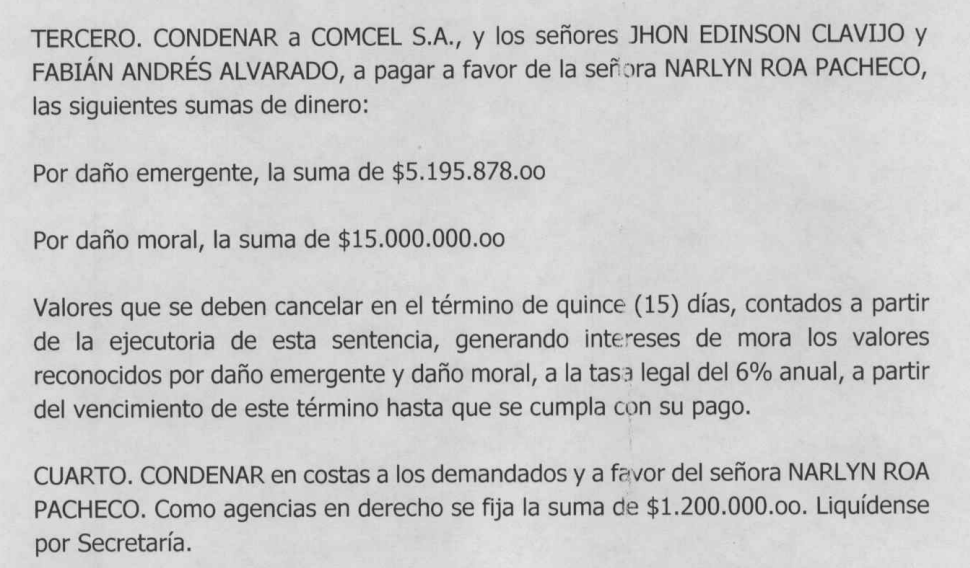 TERCERO. CONDENAR a COMCEL S.A., y los señores JHON EDINSON CLAVIJO y
FABIÁN ANDRÉS ALVARADO, a pagar a favor de la señora NARLYN ROA PACHECO,
las siguientes sumas de dinero:
Por daño emergente, la suma de $5.195.878.oo
Por daño moral, la suma de $15.000.000.oo
Valores que se deben cancelar en el término de quince (15) días, contados a partir
de la ejecutoria de esta sentencia, generando intereses de mora los valores
reconocidos por daño emergente y daño moral, a la tasa legal del 6% anual, a partir
del vencimiento de este término hasta que se cumpla con su pago.
CUARTO. CONDENAR en costas a los demandados y a favor del señora NARLYN ROA
PACHECO. Como agencias en derecho se fija la suma de $1.200.000.oo. Liquídense
por Secretaría.